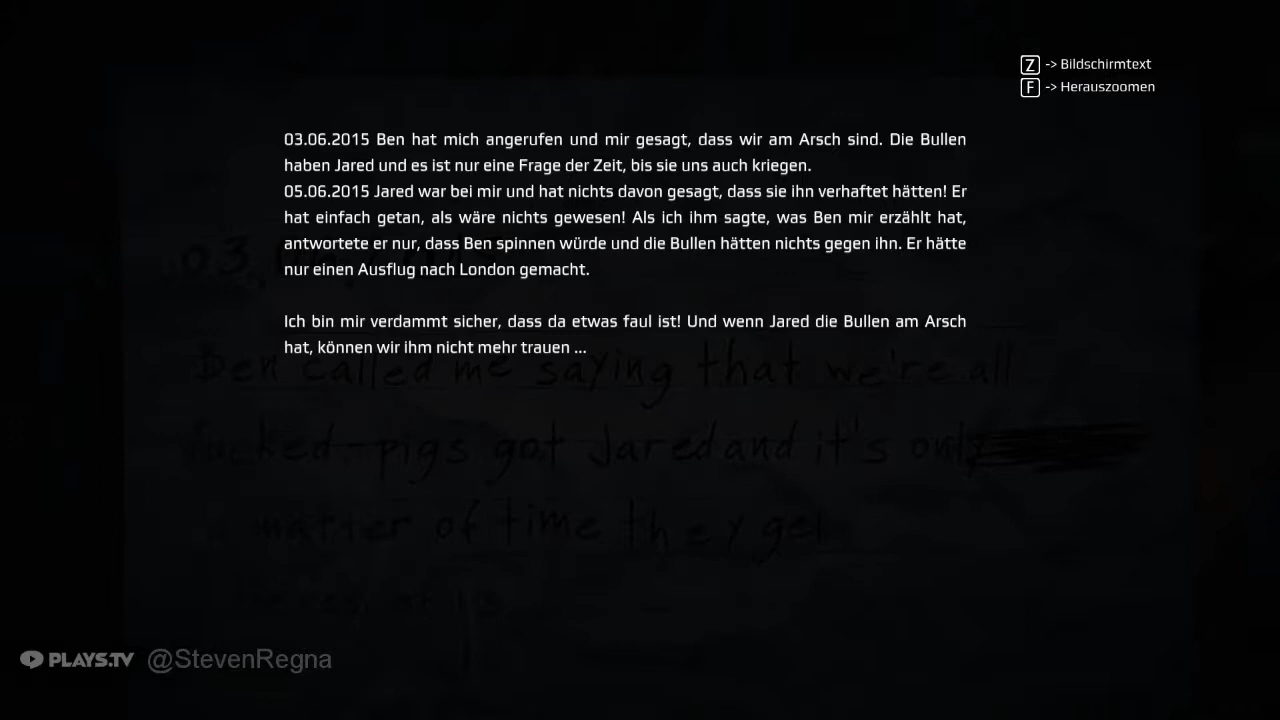 Z -> Bildschirmtext
F -> Herauszoomen
03.06.2015 Ben hat mich angerufen und mir gesagt, dass wir am Arsch sind. Die Bullen
haben Jared und es ist nur eine Frage der Zeit, bis sie uns auch kriegen.
05.06.2015 Jared war bei mir und hat nichts davon gesagt, dass sie ihn verhaftet hätten! Er
hat einfach getan, als wäre nichts gewesen! Als ich ihm sagte, was Ben mir erzählt hat,
antwortete er nur, dass Ben spinnen würde und die Bullen hätten nichts gegen ihn. Er hätte
nur einen Ausflug nach London gemacht.
Ich bin mir verdammt sicher, dass da etwas faul ist! Und wenn Jared die Bullen am Arsch
hat, können wir ihm nicht mehr trauen ...
Ben called me saying that we're all
fucked - pigs got Jared and it's only
matter of time they get
PLAYS.TV @StevenRegna